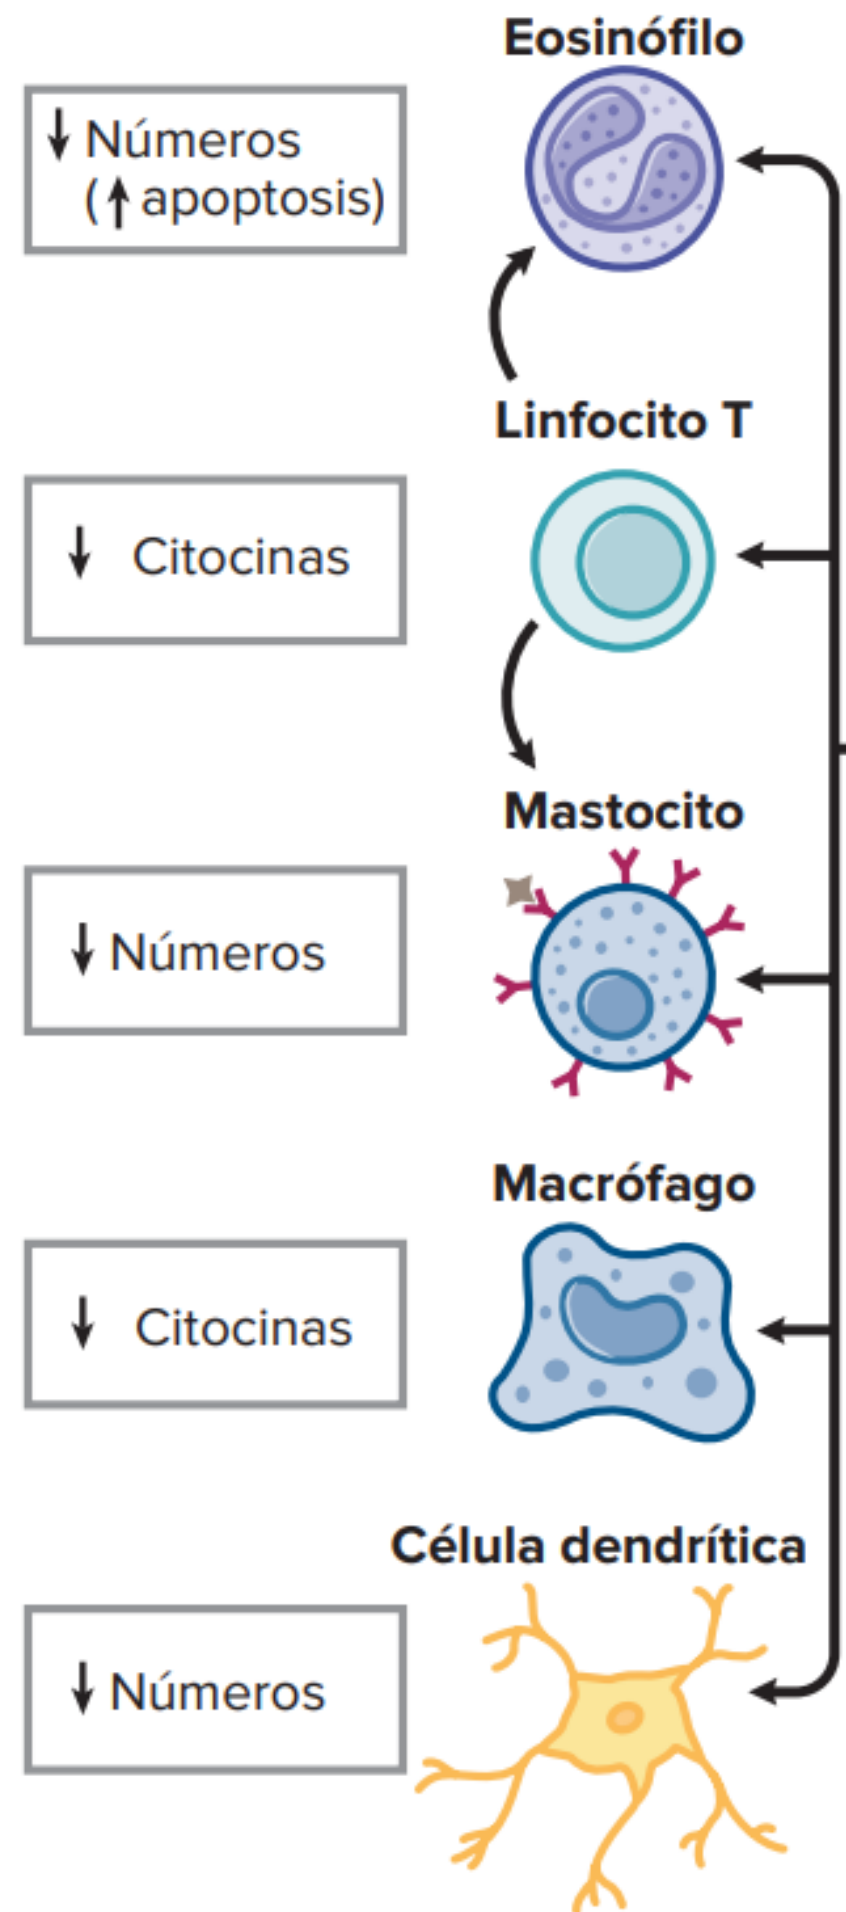 Eosinófilo
↓ Números
(↑ apoptosis)
Linfocito T
↓ Citocinas
Mastocito
↓ Números
Macrófago
↓ Citocinas
Célula dendrítica
↓ Números